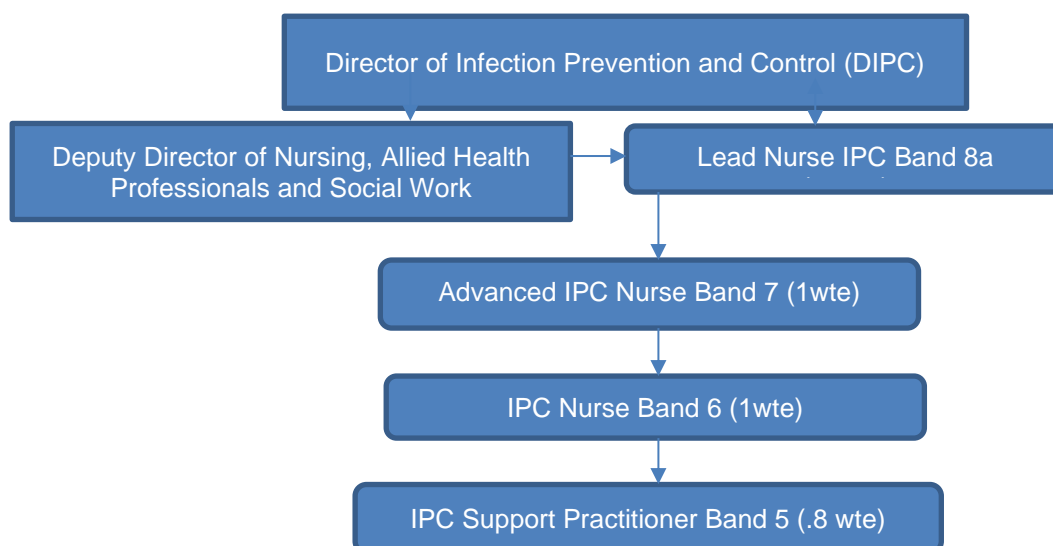 Director of Infection Prevention and Control (DIPC)
Deputy Director of Nursing, Allied Health
Professionals and Social Work
Lead Nurse IPC Band 8a
Advanced IPC Nurse Band 7 (1wte)
IPC Nurse Band 6 (1wte)
IPC Support Practitioner Band 5 (.8 wte)